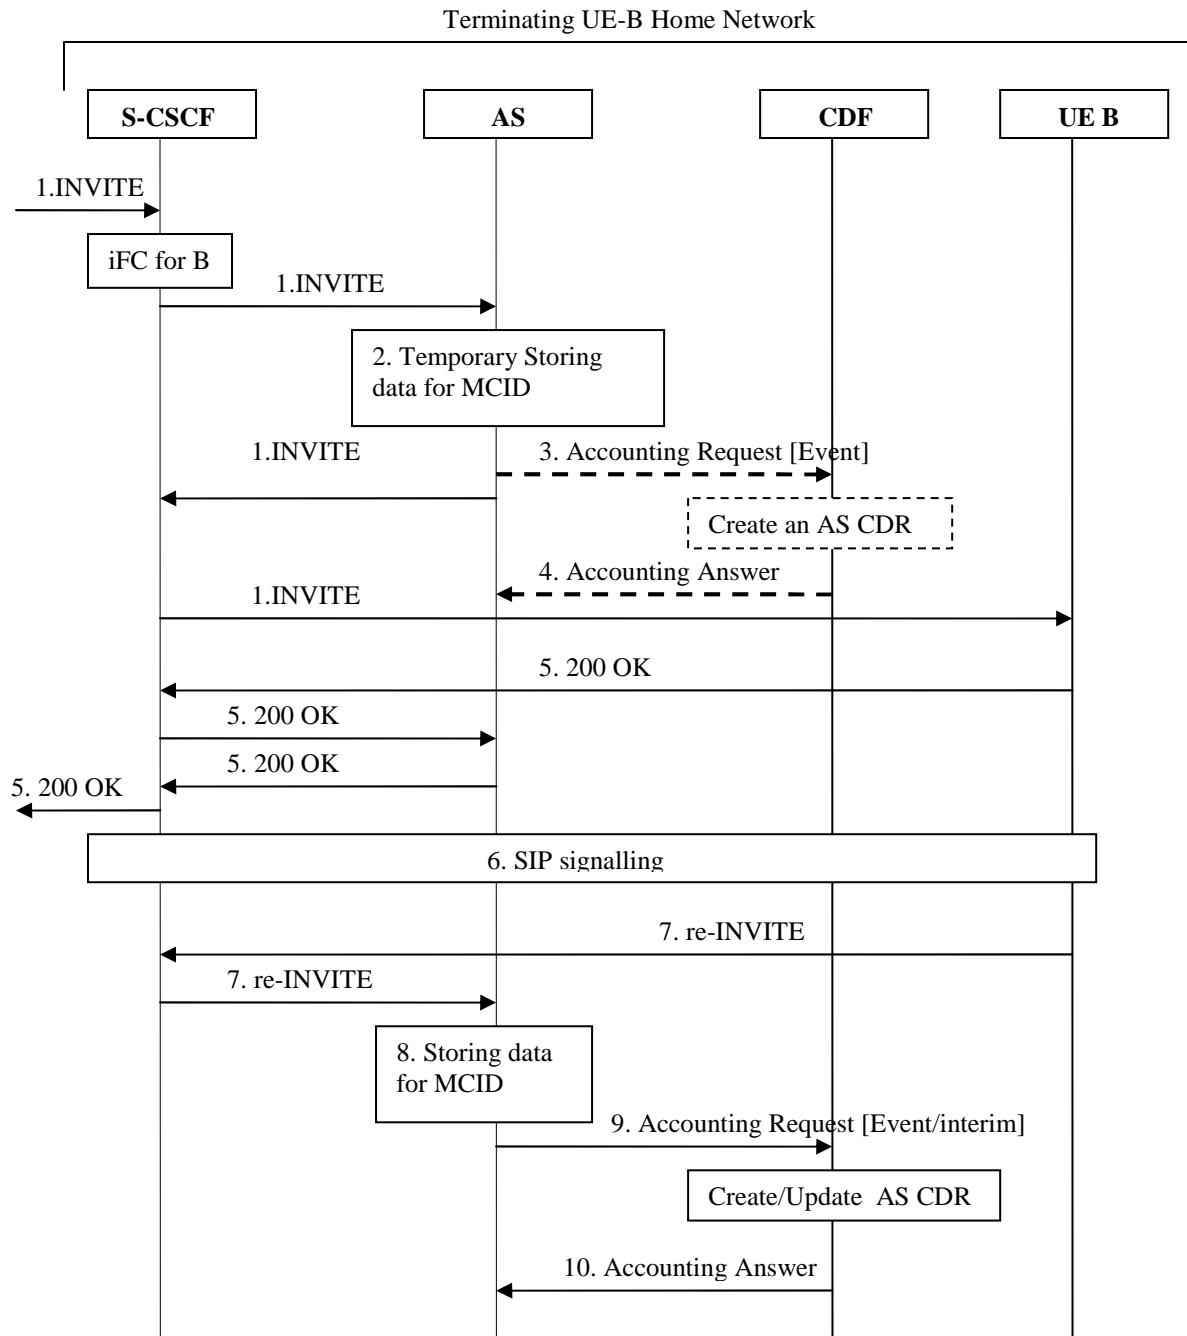 Terminating UE-B Home Network
S-CSCF
AS
CDF
UE B
1.INVITE
iFC for B
1.INVITE
2. Temporary Storing
data for MCID
1.INVITE
3. Accounting Request [Event]
Create an AS CDR
4. Accounting Answer
1.INVITE
5. 200 OK
5. 200 OK
5. 200 OK
5. 200 OK
6. SIP signalling
7. re-INVITE
7. re-INVITE
8. Storing data
for MCID
9. Accounting Request [Event/interim]
Create/Update  AS CDR
10. Accounting Answer